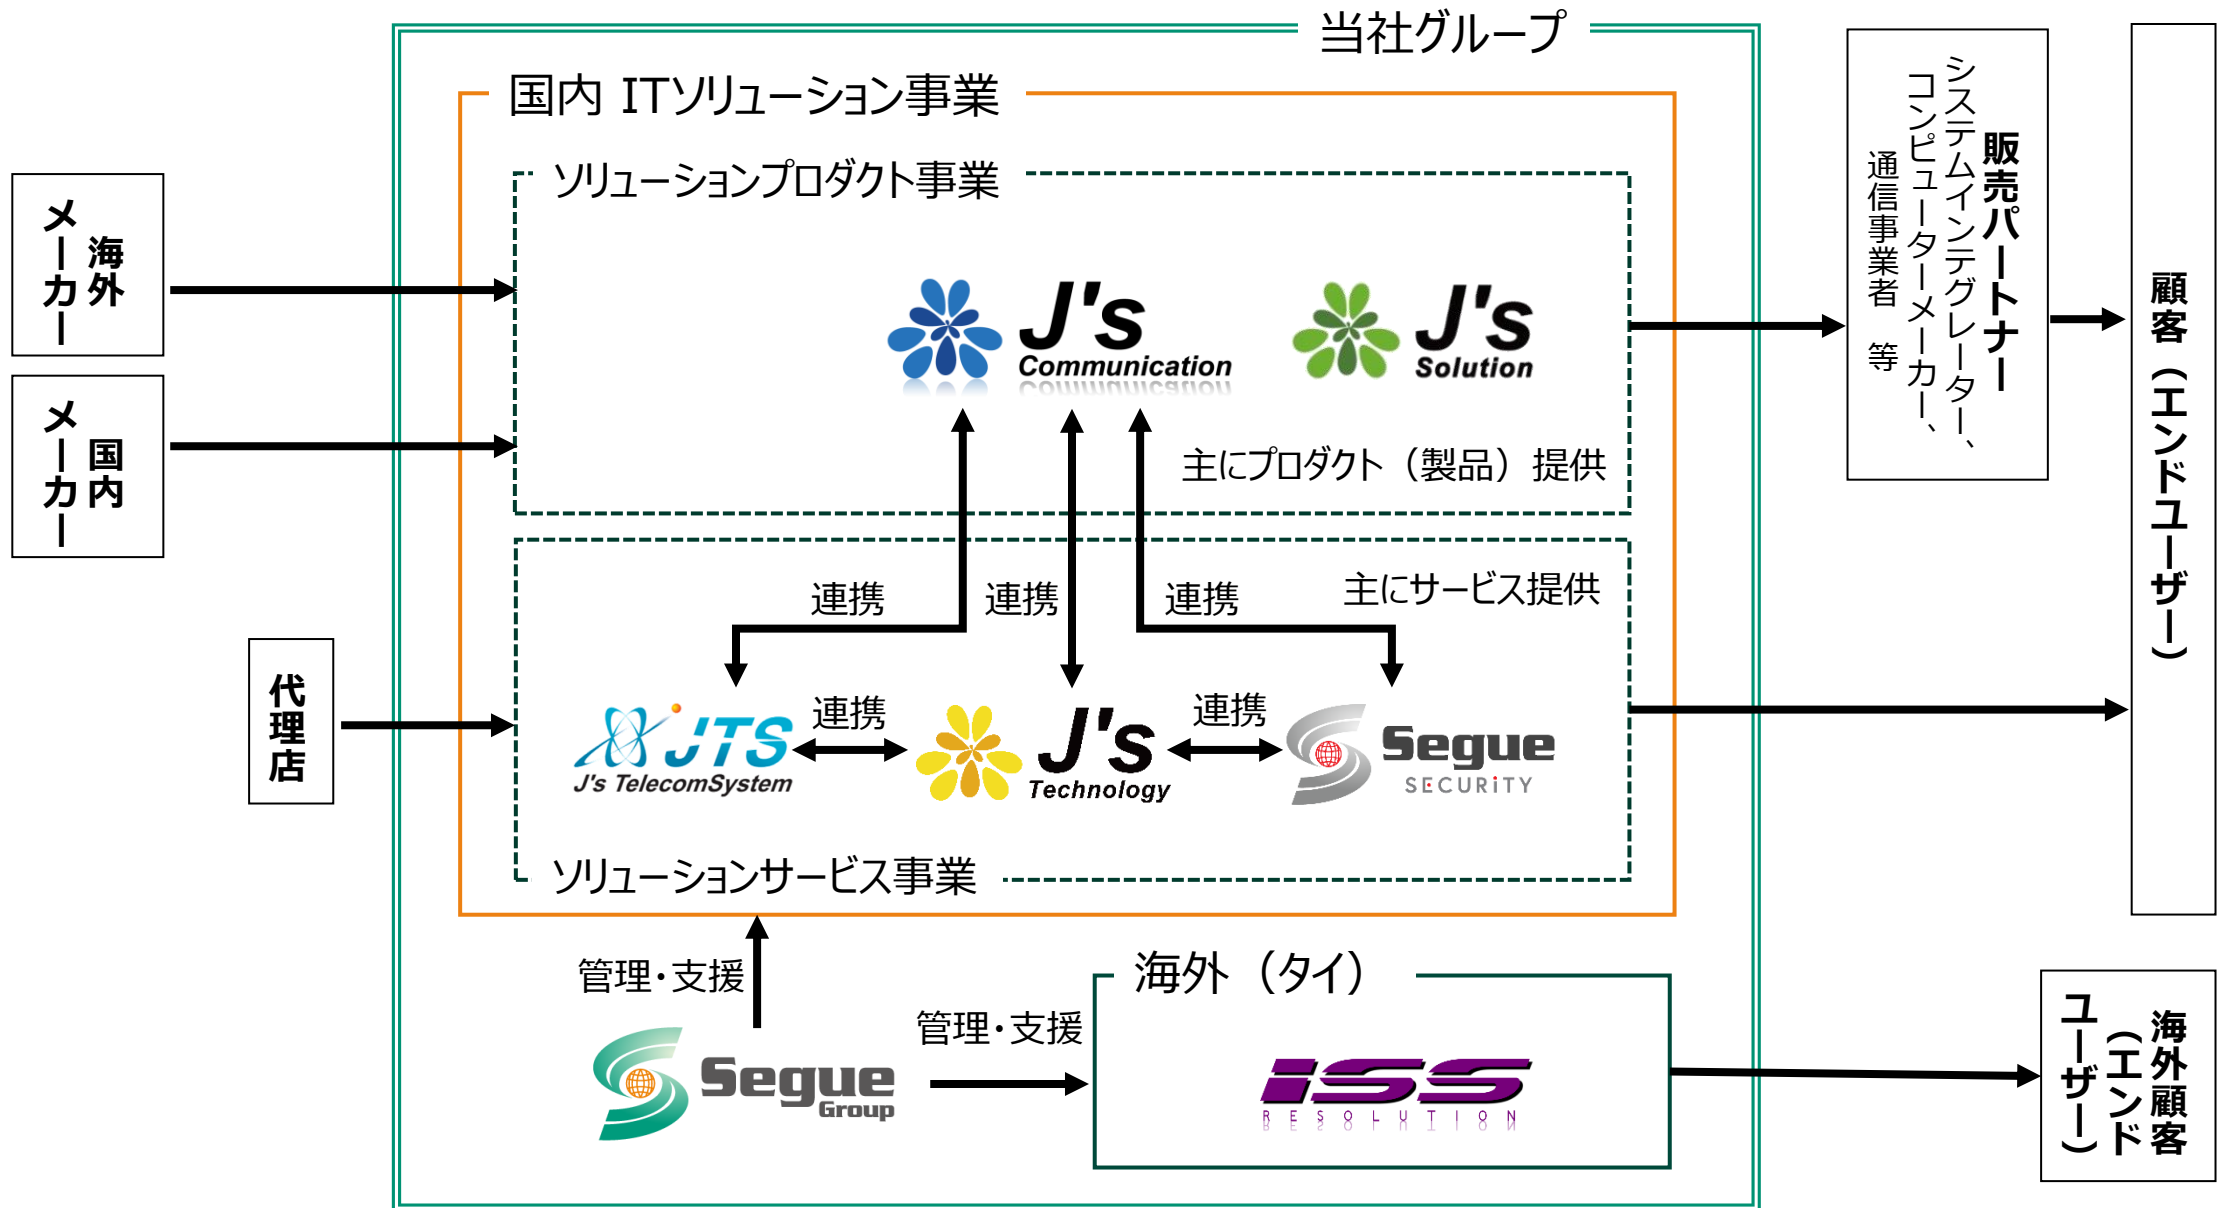 当社グループ
国内 ITソリューション事業
ソリューションプロダクト事業
海外
メーカー
国内
メーカー
代理店
J's
Communication
J's
Solution
主にプロダクト（製品）提供
主にサービス提供
連携
連携
連携
JTS
J's TelecomSystem
連携
J's
Technology
連携
Segue
SECURiTY
ソリューションサービス事業
管理・支援
Segue
Group
管理・支援
海外（タイ）
iSS
RESOLUTION
販売パートナー
システムインテグレーター、
コンピューターメーカー、
通信事業者　等
顧客（エンドユーザー）
海外顧客
（エンド
ユーザー）